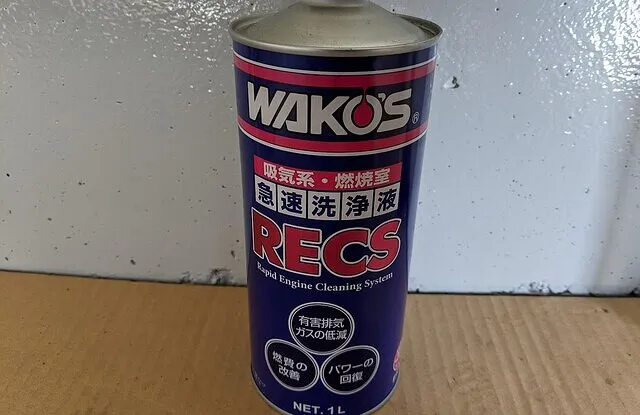 WAKO'S®
吸気系・燃焼室
急速洗浄液
RECS
Rapid Engine Cleaning System
有害排気
ガスの低減
燃費の
改善
パワーの
回復
NET. 1L